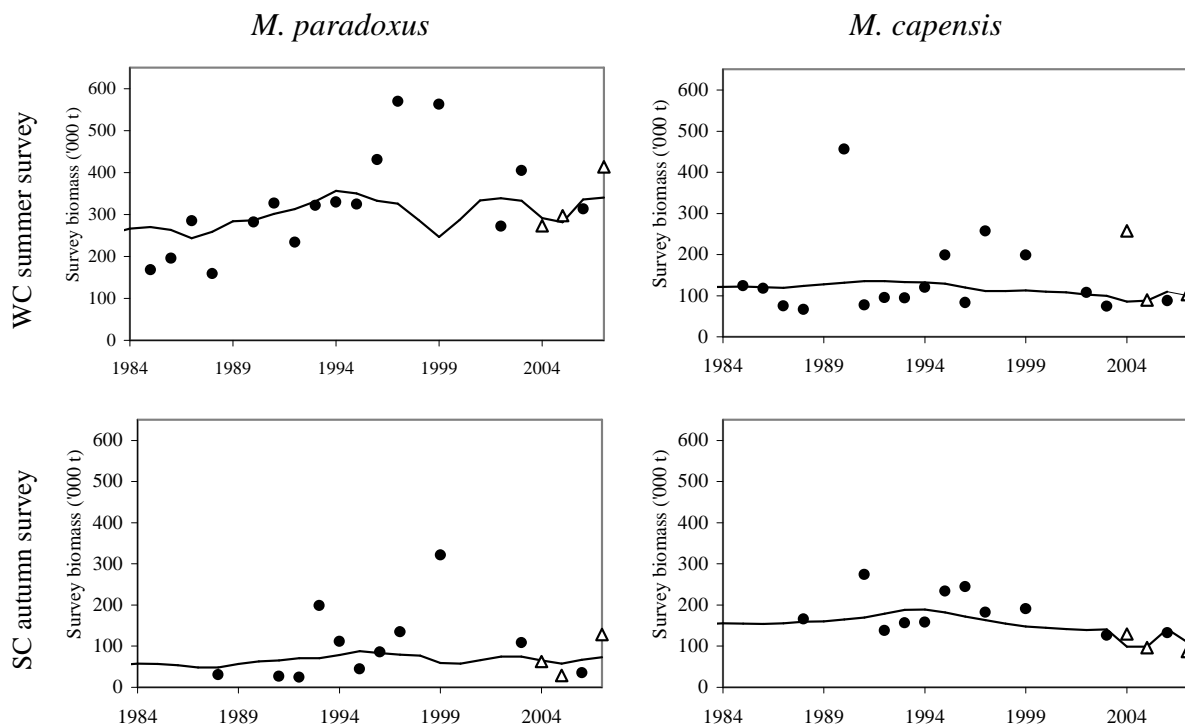 M. paradoxus
M. capensis
WC summer survey
Survey biomass ('000 t)
600
500
400
300
200
100
0
1984 1989 1994 1999 2004
Survey biomass ('000 t)
600
500
400
300
200
100
0
1984 1989 1994 1999 2004
SC autumn survey
Survey biomass ('000 t)
600
500
400
300
200
100
0
1984 1989 1994 1999 2004
Survey biomass ('000 t)
600
500
400
300
200
100
0
1984 1989 1994 1999 2004